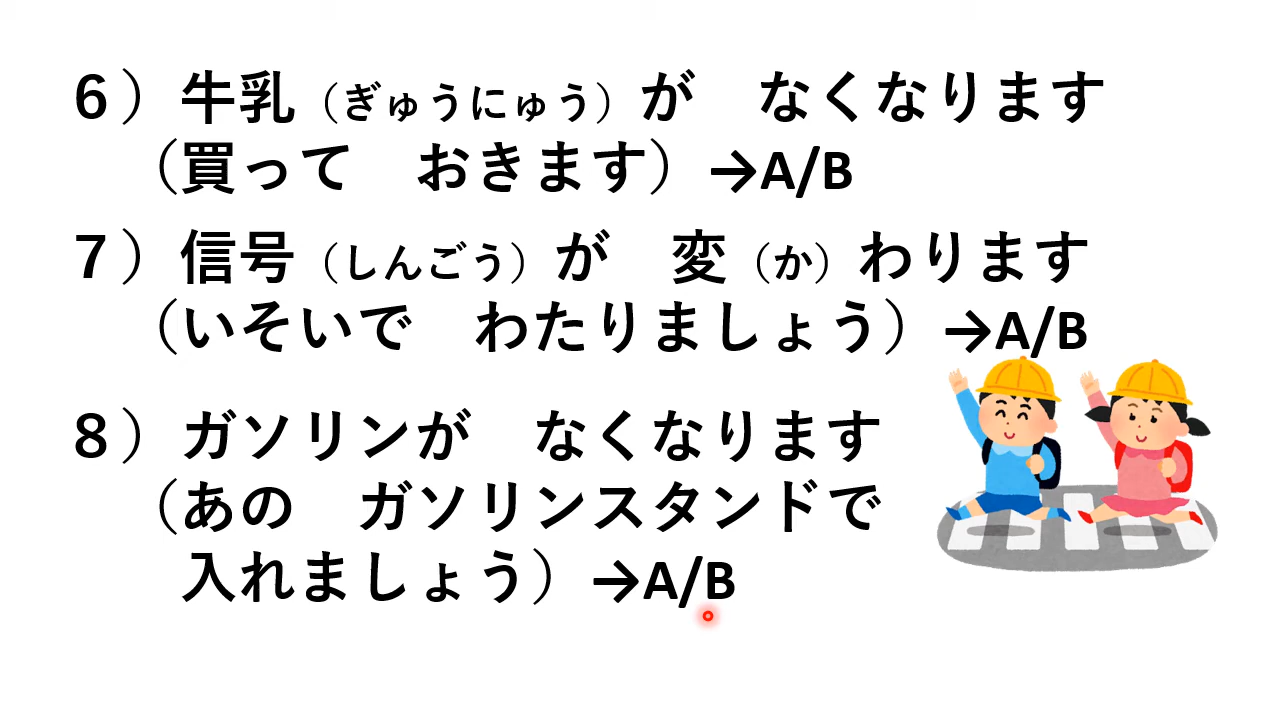 ６）牛乳（ぎゅうにゅう）が　なくなります
（買って　おきます）→A/B
７）信号（しんごう）が　変（か）わります
（いそいで　わたりましょう）→A/B
８）ガソリンが　なくなります
（あの　ガソリンスタンドで
入れましょう）→A/B